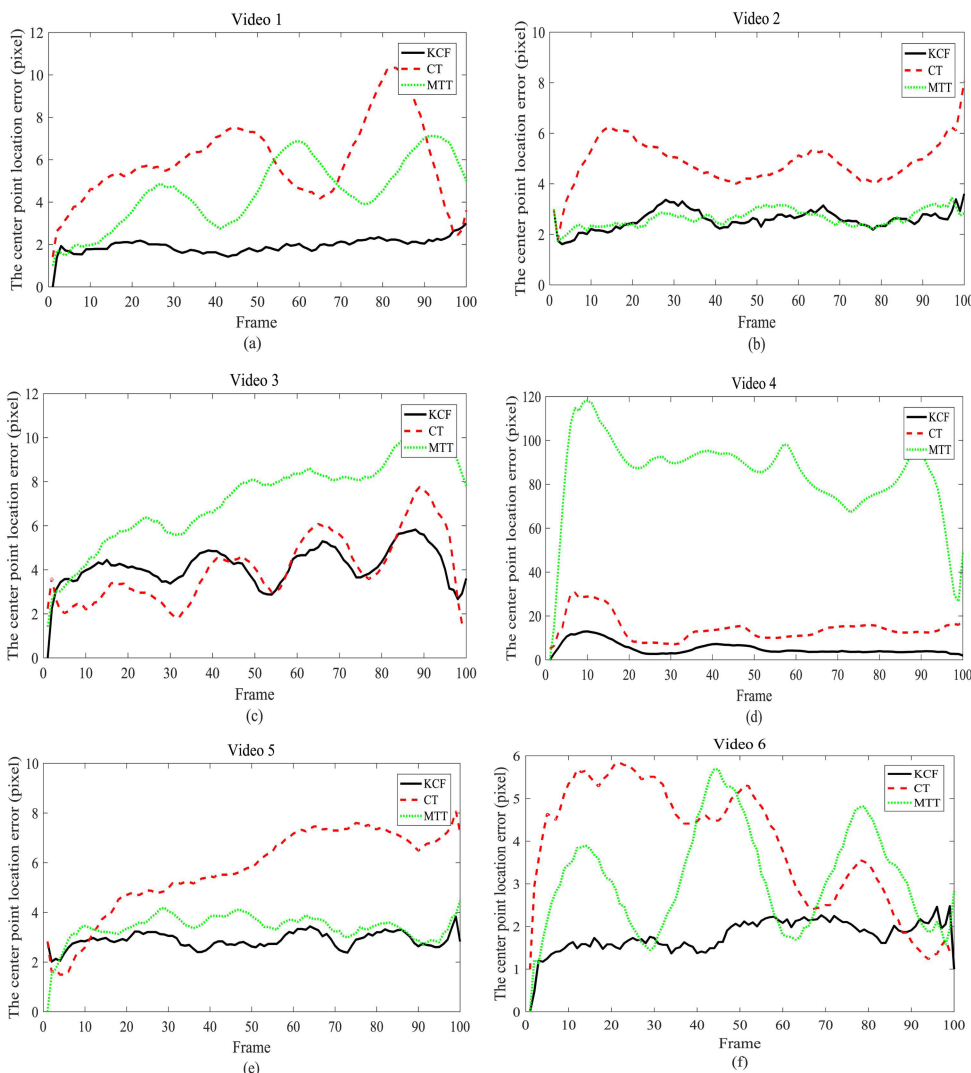 Video 1
The center point location error (pixel)
12
10
8
6
4
2
0
KCF
CT
MTT
0 10 20 30 40 50 60 70 80 90 100
Frame
(a)
Video 2
The center point location error (pixel)
10
8
6
4
2
0
KCF
CT
MTT
0 10 20 30 40 50 60 70 80 90 100
Frame
(b)
Video 3
The center point location error (pixel)
12
10
8
6
4
2
0
KCF
CT
MTT
0 10 20 30 40 50 60 70 80 90 100
Frame
(c)
Video 4
The center point location error (pixel)
120
100
80
60
40
20
0
KCF
CT
MTT
0 10 20 30 40 50 60 70 80 90 100
Frame
(d)
Video 5
The center point location error (pixel)
10
8
6
4
2
0
KCF
CT
MTT
0 10 20 30 40 50 60 70 80 90 100
Frame
(e)
Video 6
The center point location error (pixel)
6
5
4
3
2
1
0
KCF
CT
MTT
0 10 20 30 40 50 60 70 80 90 100
Frame
(f)